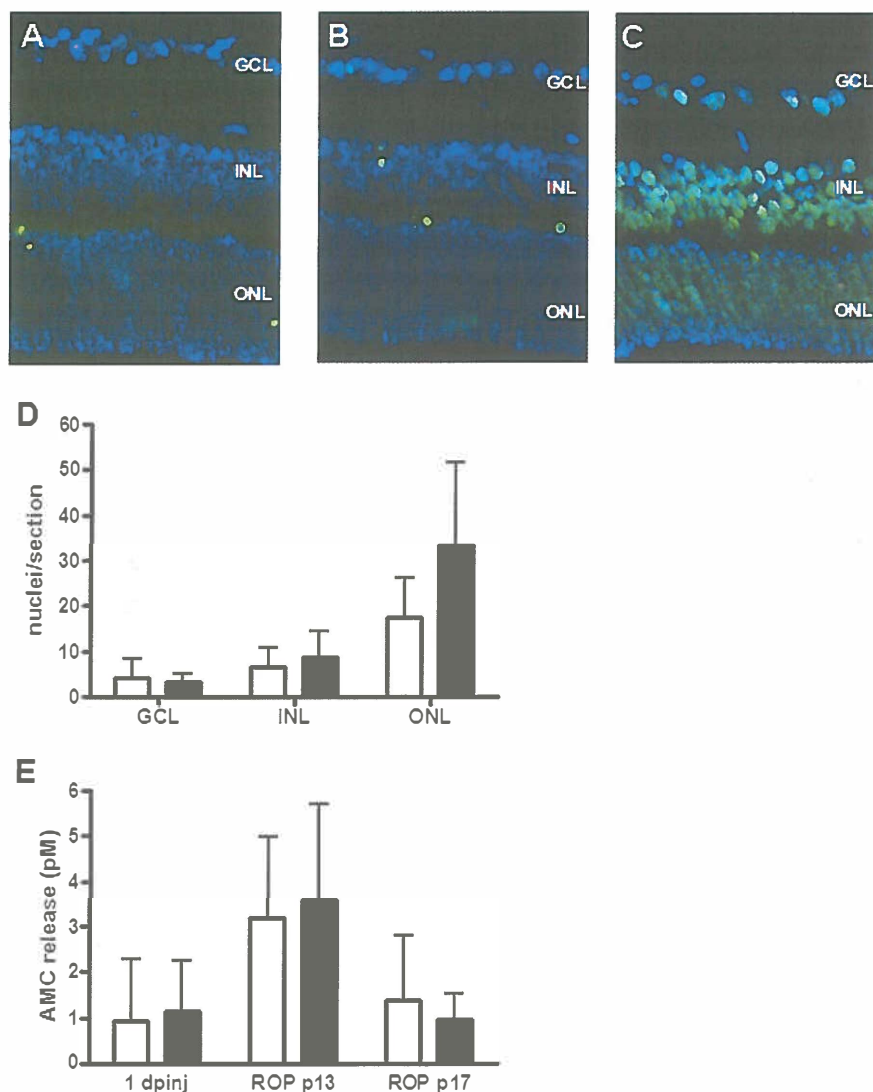 A
B
C
GCL
GCL
GCL
INL
INL
INL
ONL
ONL
ONL
D
60
50
40
30
20
10
0
nuclei/section
GCL
INL
ONL
E
6
5
4
3
2
1
0
AMC release (pM)
1 dpinj
ROP p13
ROP p17